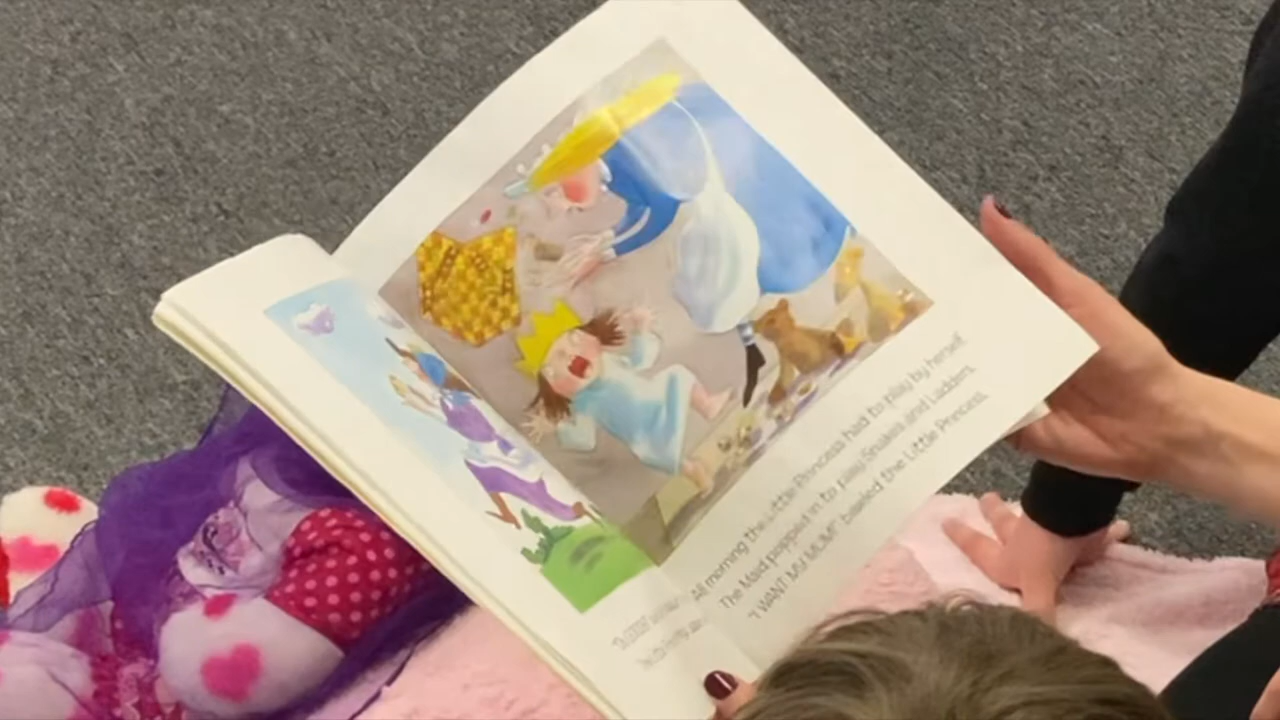 All morning the Little Princess had to play by herself.
The Maid popped in to play Snakes and Ladders.
"I WANT MY MUM!" bawled the Little Princess.